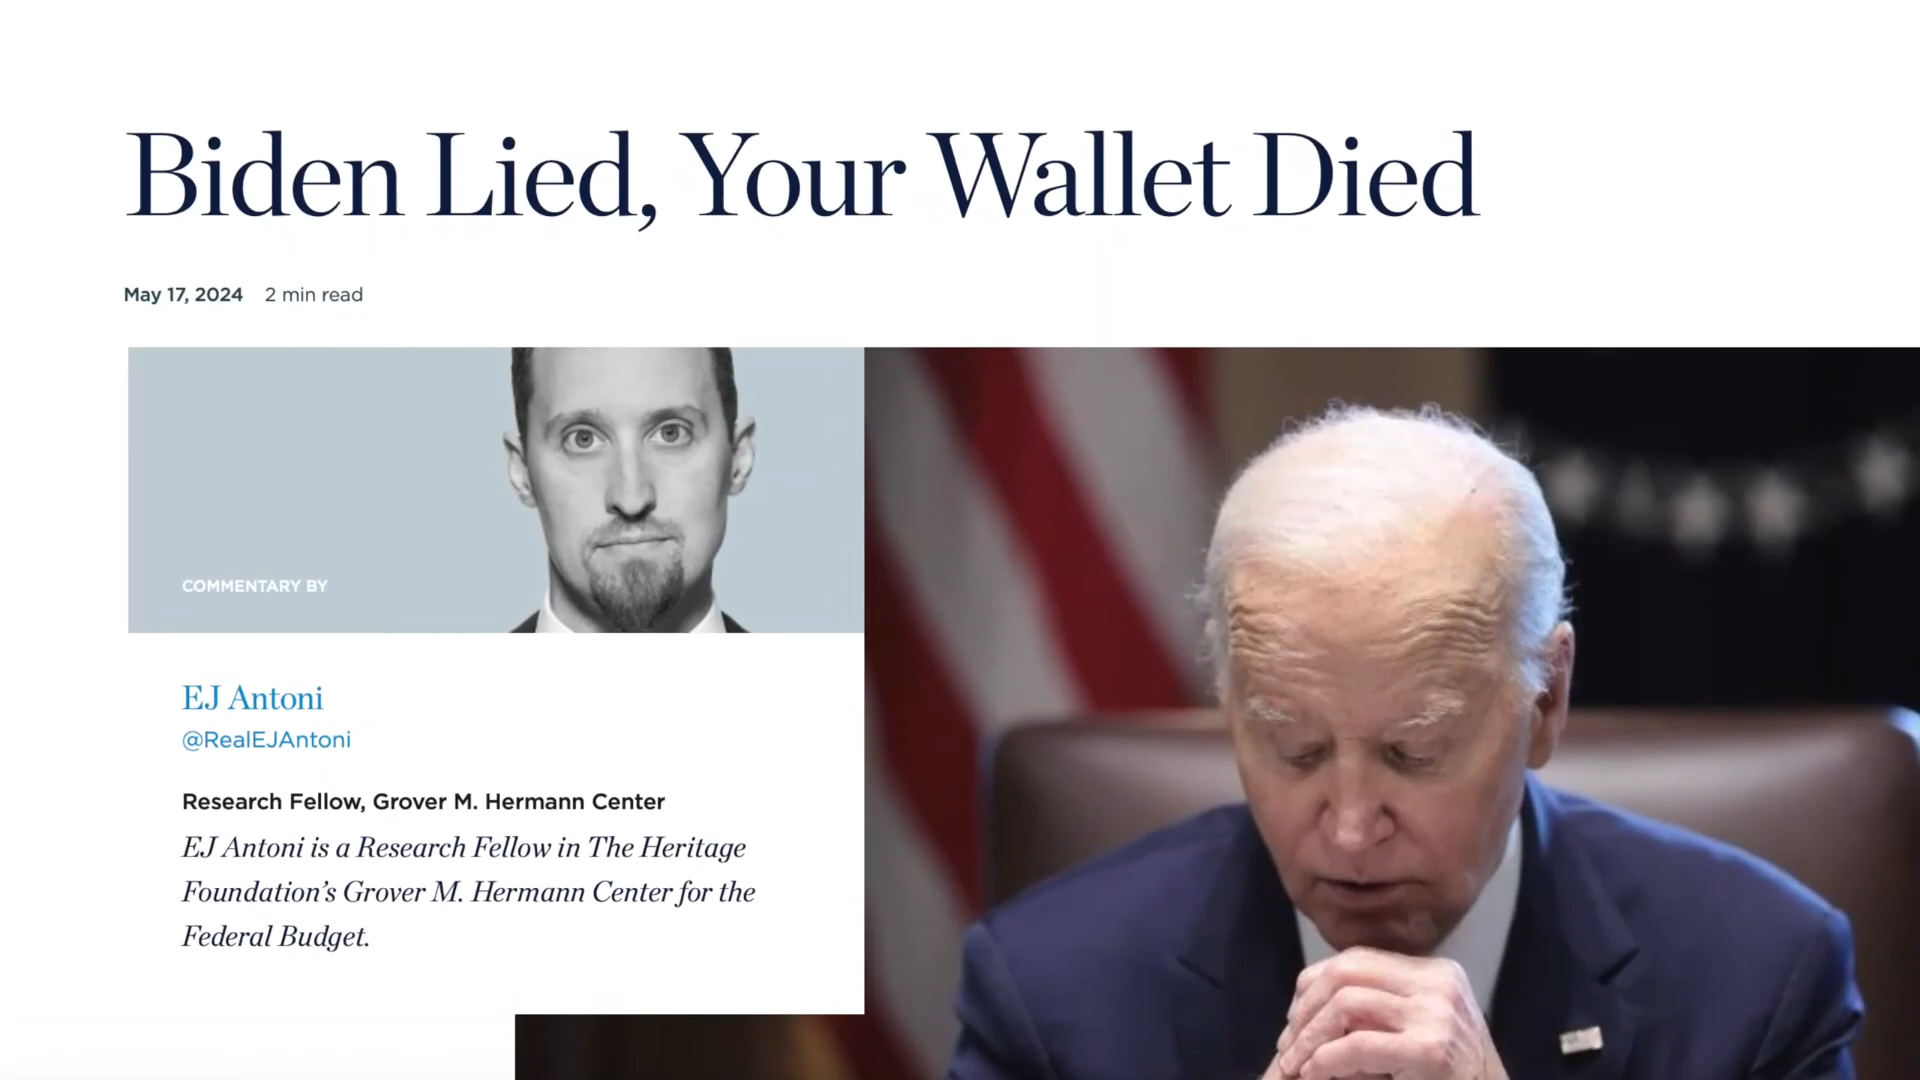 Biden Lied, Your Wallet Died
May 17, 2024 2 min read
COMMENTARY BY
EJ Antoni
@RealEJAntoni
Research Fellow, Grover M. Hermann Center
EJ Antoni is a Research Fellow in The Heritage
Foundation’s Grover M. Hermann Center for the
Federal Budget.